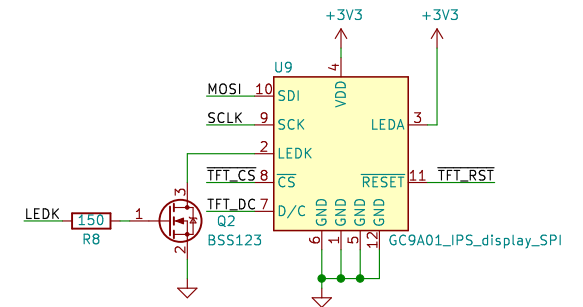 +3V3 +3V3
U9
4
VDD
MOSI 10 SDI
SCLK 9 SCK
LEDA 3
2 LEDK
TFT_CS 8 CS
RESET 11 TFT_RST
3
TFT_DC 7 D/C
GND GND GND GND
LEDK 150 1 Q2
R8 BSS123
2
6 1 5 12
GC9A01_IPS_display_SPI